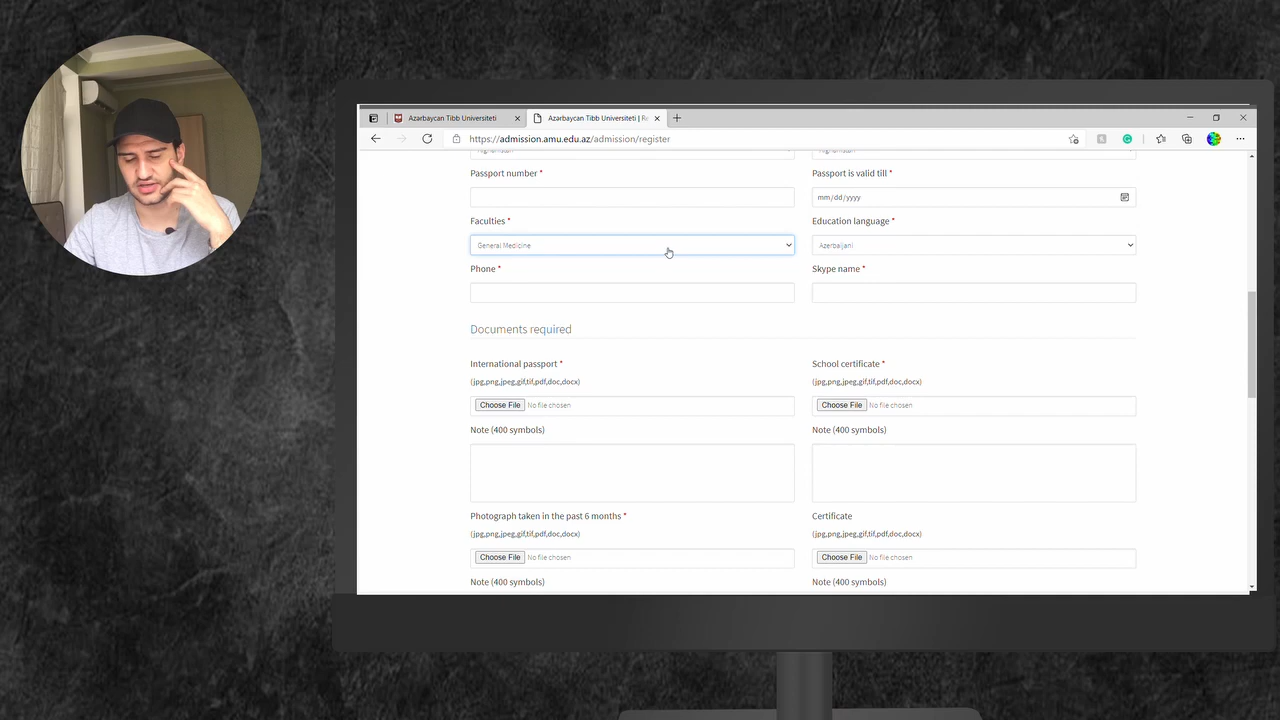 Azərbaycan Tibb Universiteti
Azərbaycan Tibb Universiteti | Re
https://admission.amu.edu.az/admission/register
Passport number *
Passport is valid till *
mm/dd/yyyy
Faculties *
Education language *
General Medicine
Azerbaijani
Phone *
Skype name *
Documents required
International passport *
School certificate *
(jpg,png,jpeg,gif,tif,pdf,doc,docx)
(jpg,png,jpeg,gif,tif,pdf,doc,docx)
Choose File No file chosen
Choose File No file chosen
Note (400 symbols)
Note (400 symbols)
Photograph taken in the past 6 months *
Certificate
(jpg,png,jpeg,gif,tif,pdf,doc,docx)
(jpg,png,jpeg,gif,tif,pdf,doc,docx)
Choose File No file chosen
Choose File No file chosen
Note (400 symbols)
Note (400 symbols)